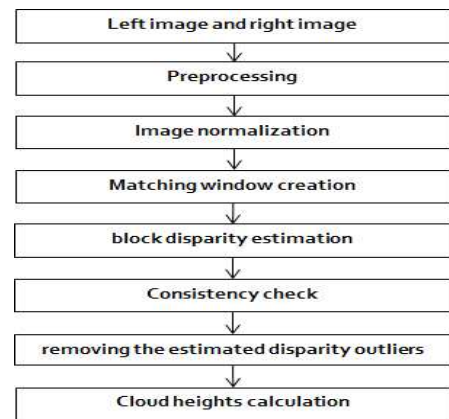 Left image and right image
Preprocessing
Image normalization
Matching window creation
block disparity estimation
Consistency check
removing the estimated disparity outliers
Cloud heights calculation